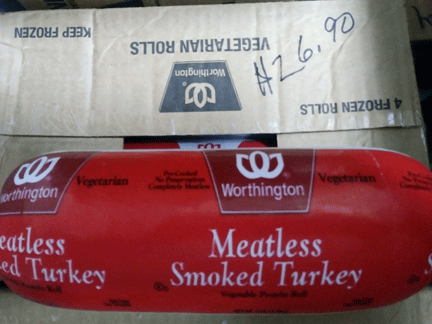 KEEP FROZEN
VEGETARIAN ROLLS
Worthington
#26.90
4 FROZEN ROLLS
Worthington
Vegetarian
Pre-Cooked
No Preservatives
Completely Meatless
Worthington
Vegetarian
eatless
ed Turkey
Meatless
Smoked Turkey
Vegetable Protein Roll